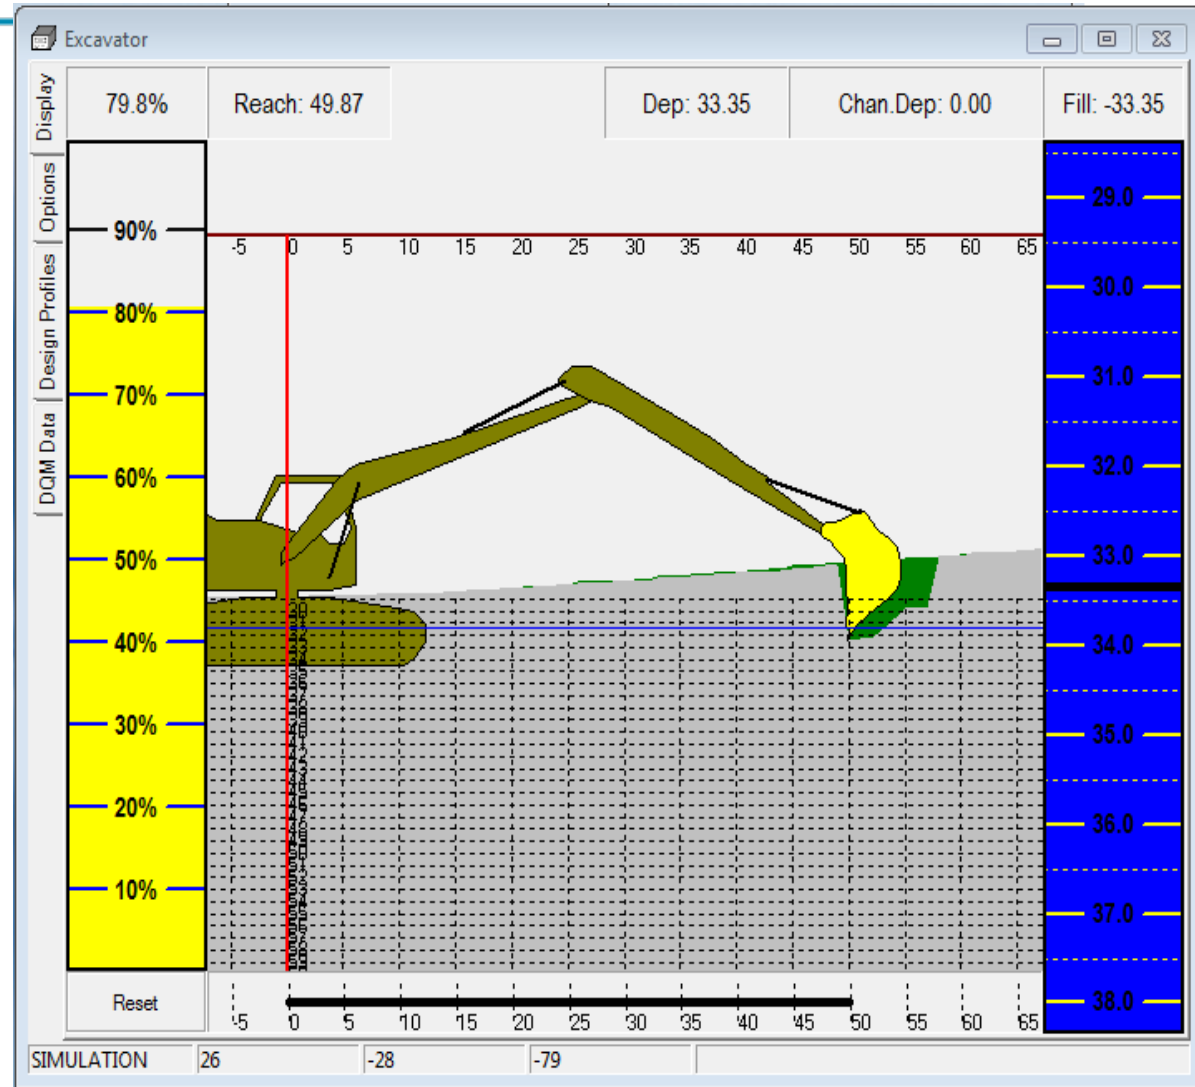 Excavator
Display
Options
Design Profiles
DQM Data
79.8%
Reach: 49.87
Dep: 33.35
Chan.Dep: 0.00
Fill: -33.35
90%
80%
70%
60%
50%
40%
30%
20%
10%
-5 0 5 10 15 20 25 30 35 40 45 50 55 60 65
29.0
30.0
31.0
32.0
33.0
34.0
35.0
36.0
37.0
38.0
Reset
-5 0 5 10 15 20 25 30 35 40 45 50 55 60 65
SIMULATION 26 -28 -79